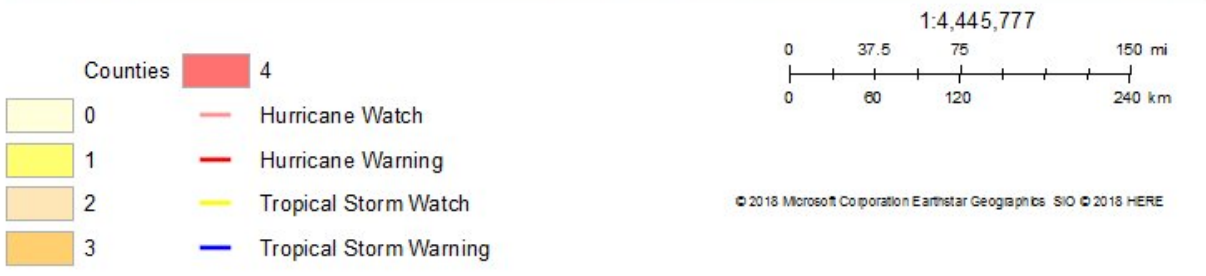 Counties 4
0 Hurricane Watch
1 Hurricane Warning
2 Tropical Storm Watch
3 Tropical Storm Warning
1:4,445,777
0 37.5 75 150 mi
0 60 120 240 km
© 2018 Microsoft Corporation Earthstar Geographics SIO © 2018 HERE